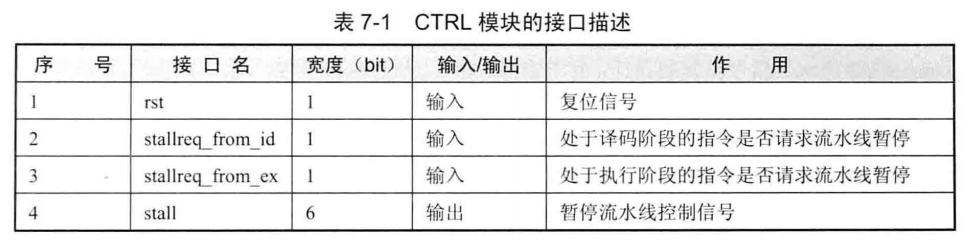 表 7-1 CTRL 模块的接口描述
序 号 接 口 名 宽度（bit） 输入/输出 作 用
1 rst 1 输入 复位信号
2 stallreq_from_id 1 输入 处于译码阶段的指令是否请求流水线暂停
3 stallreq_from_ex 1 输入 处于执行阶段的指令是否请求流水线暂停
4 stall 6 输出 暂停流水线控制信号